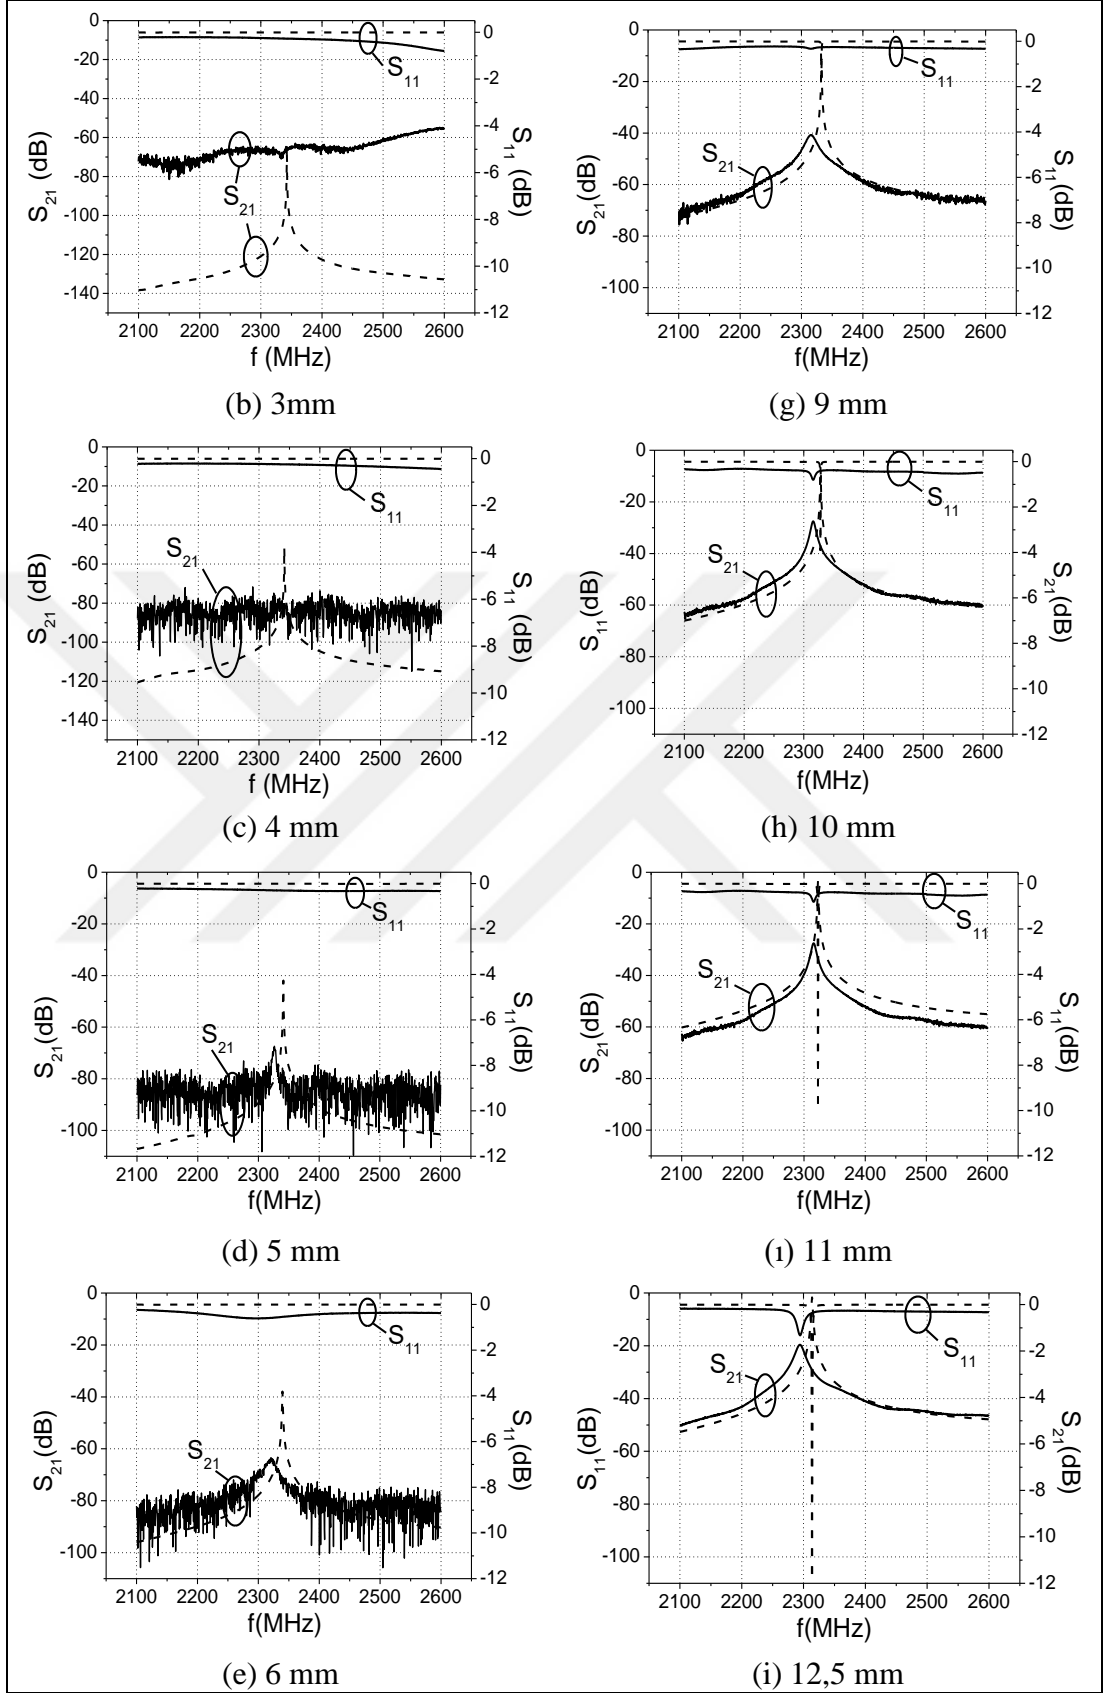 0
-20
-40
-60
-80
-100
-120
-140
S21 (dB)
0
-2
-4
-6
-8
-10
-12
S11 (dB)
S11
S21
2100 2200 2300 2400 2500 2600
f (MHz)
(b) 3mm
0
-20
-40
-60
-80
-100
S21(dB)
0
-2
-4
-6
-8
-10
-12
S11(dB)
S11
S21
2100 2200 2300 2400 2500 2600
f(MHz)
(g) 9 mm
0
-20
-40
-60
-80
-100
-120
-140
S21 (dB)
0
-2
-4
-6
-8
-10
-12
S11 (dB)
S11
S21
2100 2200 2300 2400 2500 2600
f (MHz)
(c) 4 mm
0
-20
-40
-60
-80
-100
S11(dB)
0
-2
-4
-6
-8
-10
-12
S21(dB)
S11
S21
2100 2200 2300 2400 2500 2600
f(MHz)
(h) 10 mm
0
-20
-40
-60
-80
-100
S21(dB)
0
-2
-4
-6
-8
-10
-12
S11(dB)
S11
S21
2100 2200 2300 2400 2500 2600
f(MHz)
(d) 5 mm
0
-20
-40
-60
-80
-100
S21(dB)
0
-2
-4
-6
-8
-10
-12
S11(dB)
S11
S21
2100 2200 2300 2400 2500 2600
f(MHz)
(ı) 11 mm
0
-20
-40
-60
-80
-100
S21(dB)
0
-2
-4
-6
-8
-10
-12
S11(dB)
S11
S21
2100 2200 2300 2400 2500 2600
f(MHz)
(e) 6 mm
0
-20
-40
-60
-80
-100
S11(dB)
0
-2
-4
-6
-8
-10
-12
S21(dB)
S11
S21
2100 2200 2300 2400 2500 2600
f(MHz)
(i) 12,5 mm